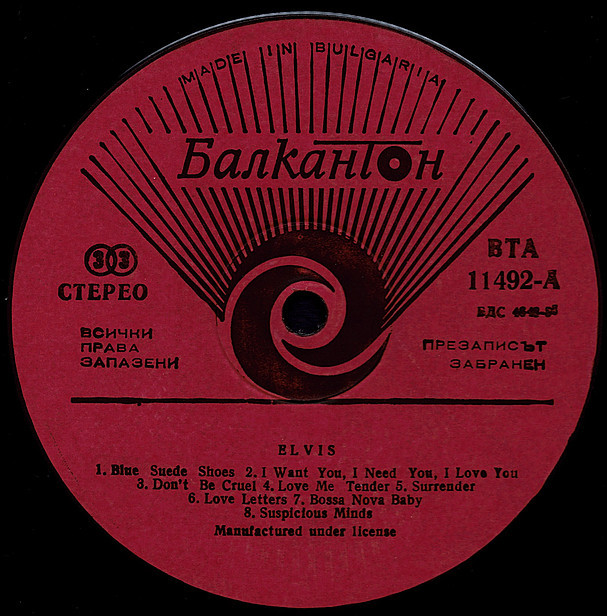 MADE IN BULGARIA
Балкантон
33
СТЕРЕО
ВСИЧКИ
ПРАВА
ЗАПАЗЕНИ
ВТА
11492-А
БДС
ПРЕЗАПИСЪТ
ЗАБРАНЕН
ELVIS
1. Blue Suede Shoes 2. I Want You, I Need You, I Love You
3. Don't Be Cruel 4. Love Me Tender 5. Surrender
6. Love Letters 7. Bossa Nova Baby
8. Suspicious Minds
Manufactured under license